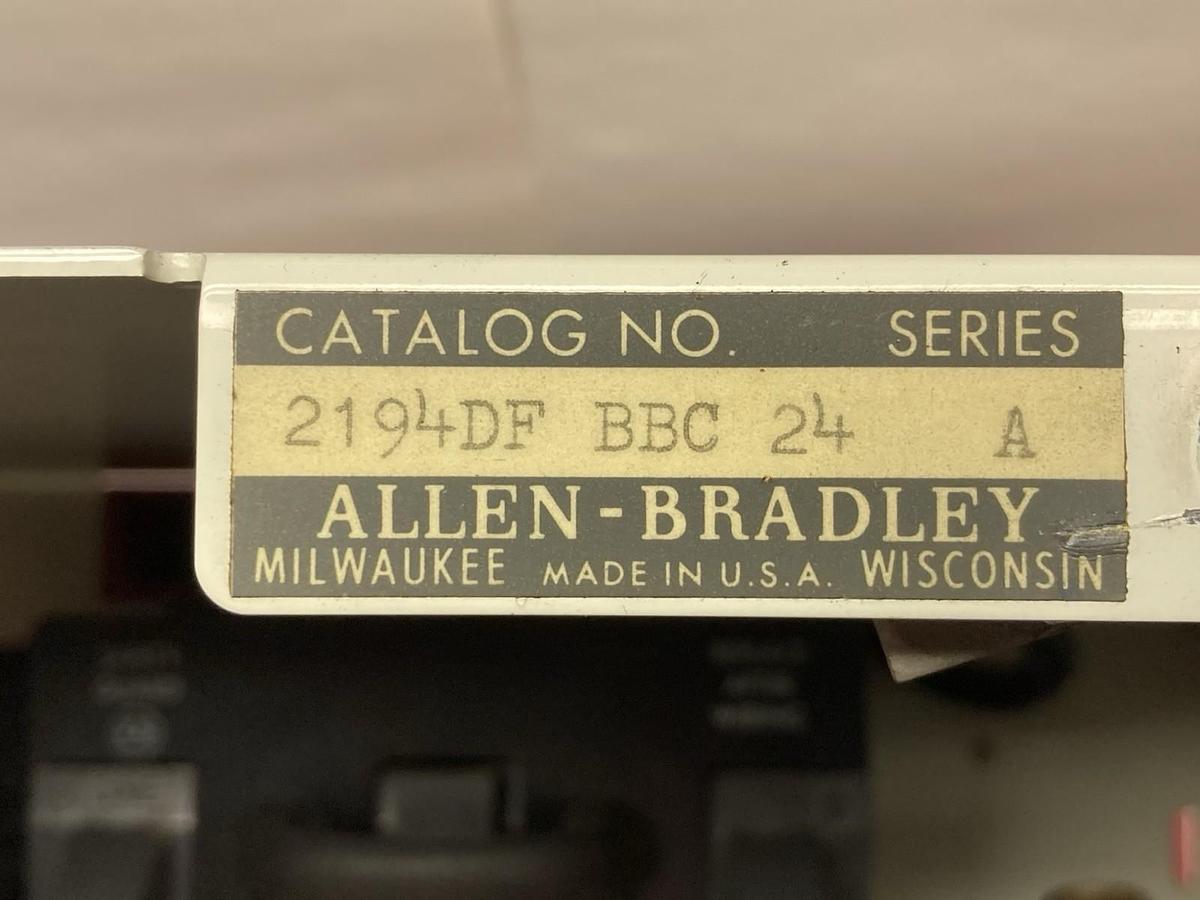 CATALOG NO. SERIES
2194DF BBC 24 A
ALLEN-BRADLEY
MILWAUKEE MADE IN U.S.A. WISCONSIN